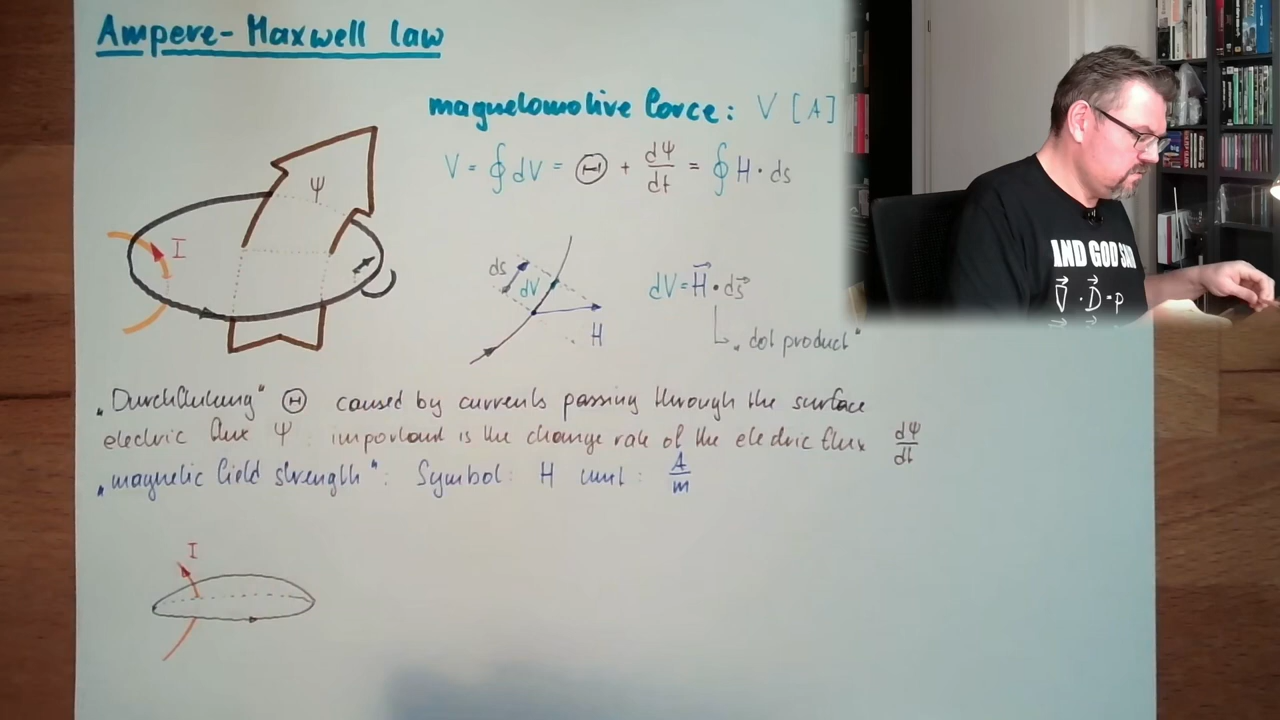 Ampere-Maxwell law
magnetomotive force: V [A]
V = ∮ dV = Θ + dΨ/dt = ∮ H · ds
Ψ
I
ds
dV
H
dV = H⃗ · ds⃗
"dot product"
"Durchflutung" Θ caused by currents passing through the surface
electric flux Ψ : important is the change rate of the electric flux dΨ/dt
"magnetic field strength": Symbol: H unit: A/m
I
AND GOD SAID
∇⃗ · D⃗ = ρ